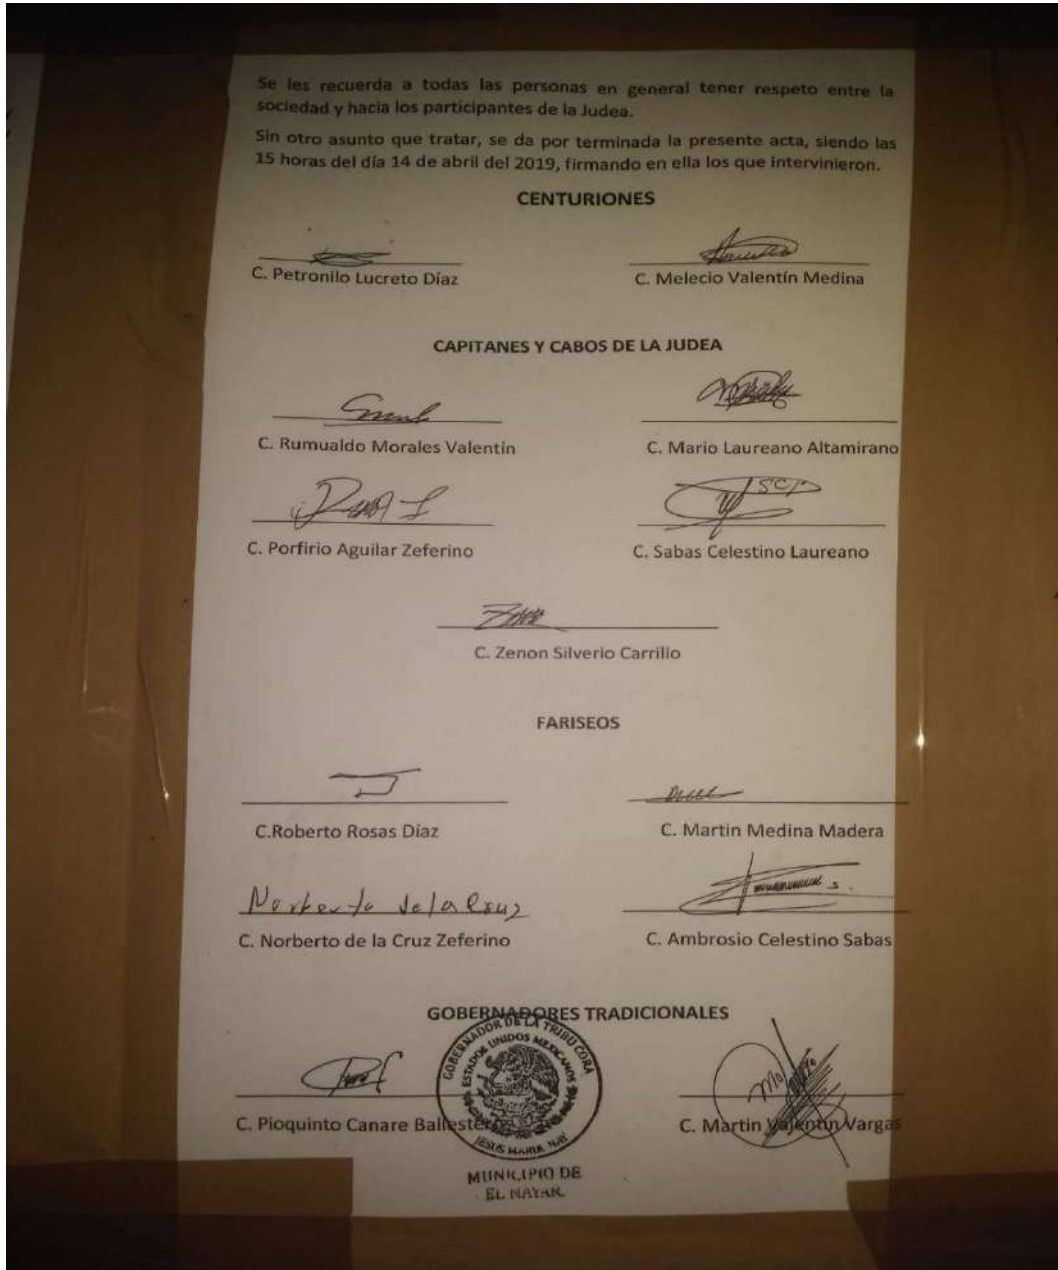 Se les recuerda a todas las personas en general tener respeto entre la
sociedad y hacia los participantes de la Judea.
Sin otro asunto que tratar, se da por terminada la presente acta, siendo las
15 horas del día 14 de abril del 2019, firmando en ella los que intervinieron.
CENTURIONES
C. Petronilo Lucreto Díaz
C. Melecio Valentín Medina
CAPITANES Y CABOS DE LA JUDEA
C. Rumualdo Morales Valentín
C. Mario Laureano Altamirano
SCD
C. Porfirio Aguilar Zeferino
C. Sabas Celestino Laureano
C. Zenon Silverio Carrillo
FARISEOS
C.Roberto Rosas Díaz
C. Martin Medina Madera
Norberto de la Cruz
C. Norberto de la Cruz Zeferino
C. Ambrosio Celestino Sabas
GOBERNADORES TRADICIONALES
GOBERNADOR DE LA TRIBU CORA
ESTADOS UNIDOS MEXICANOS
JESUS MARIA NAY
C. Pioquinto Canare
C. Martin Valentin Vargas
MUNICIPIO DE
EL NAYAR.